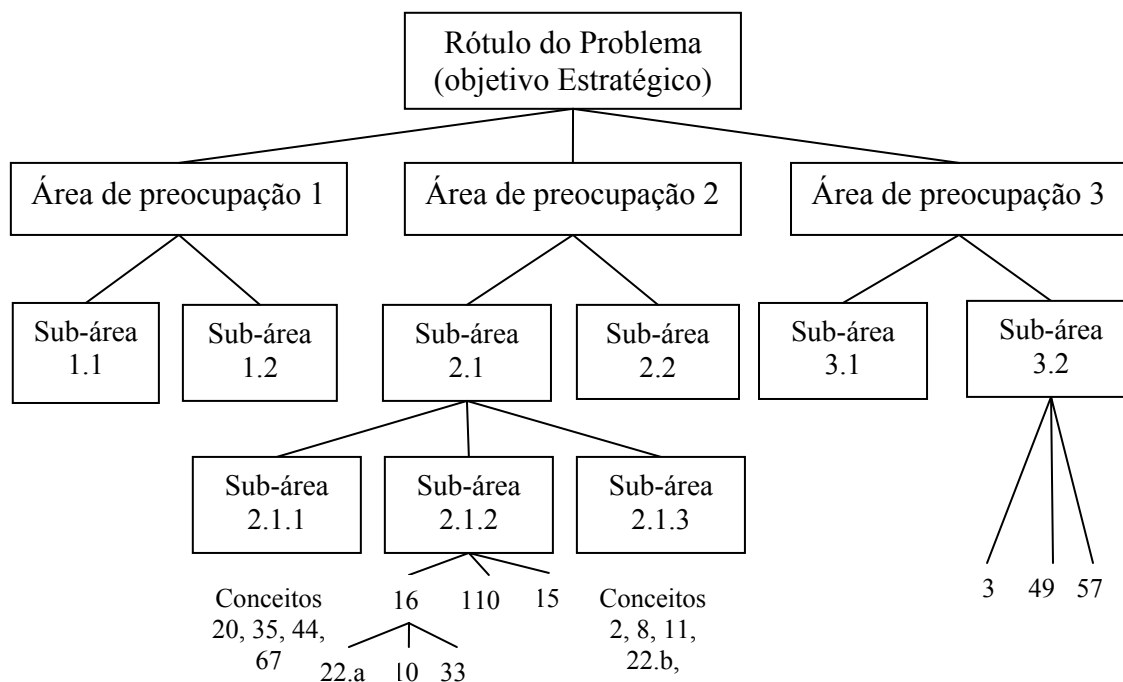 Rótulo do Problema
(objetivo Estratégico)
Área de preocupação 1
Área de preocupação 2
Área de preocupação 3
Sub-área
1.1
Sub-área
1.2
Sub-área
2.1
Sub-área
2.2
Sub-área
3.1
Sub-área
3.2
Sub-área
2.1.1
Sub-área
2.1.2
Sub-área
2.1.3
Conceitos
20, 35, 44,
67
16 110 15
22.a 10 33
Conceitos
2, 8, 11,
22.b,
3 49 57